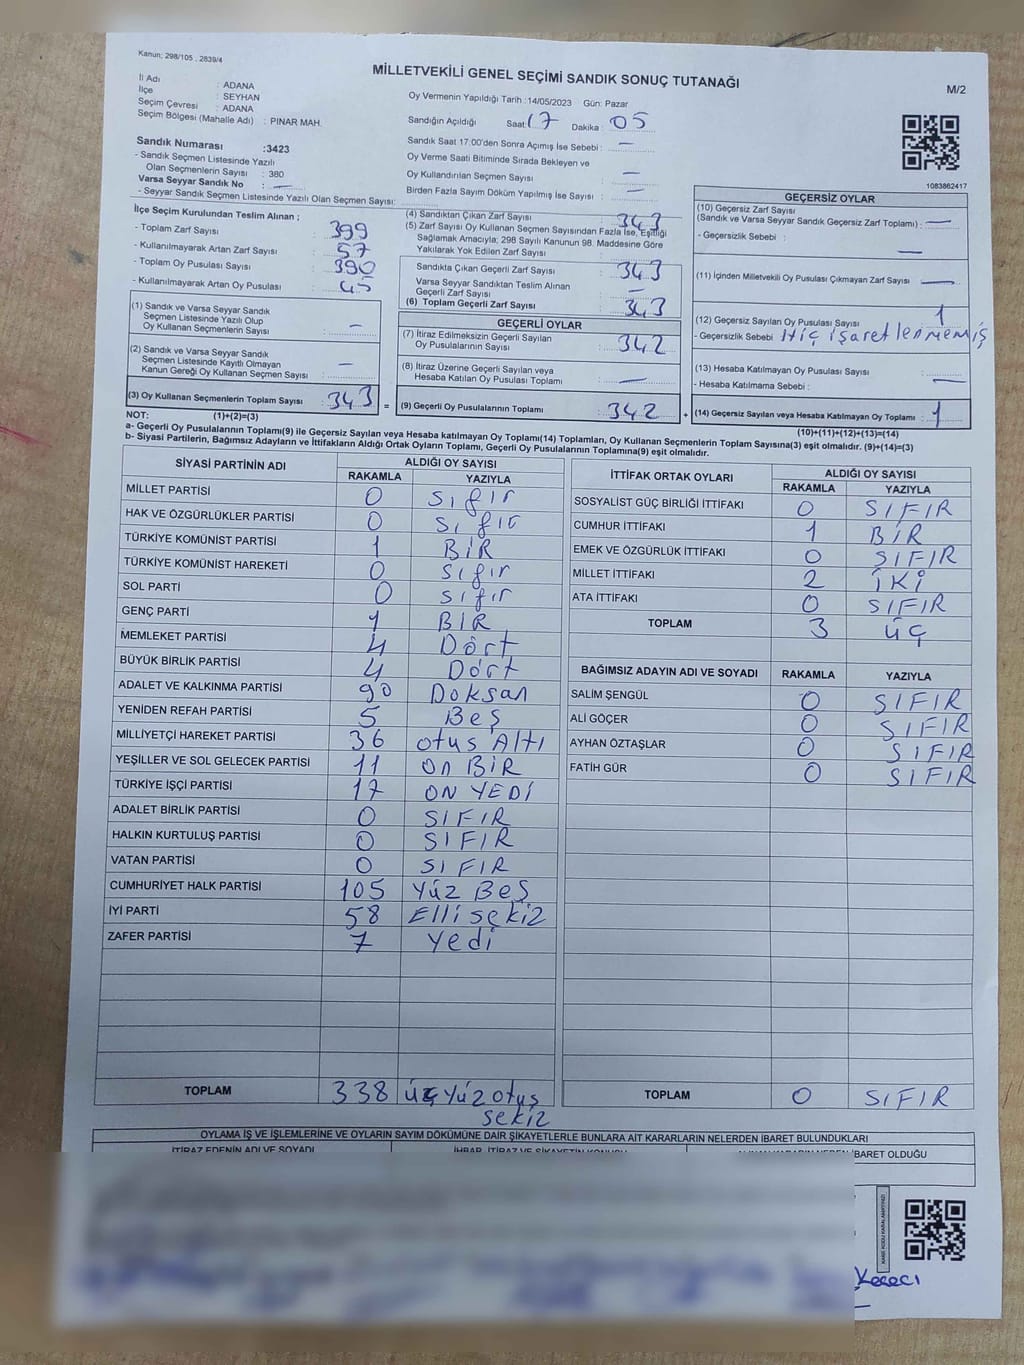 Kanun: 298/105 , 2839/4
MİLLETVEKİLİ GENEL SEÇİMİ SANDIK SONUÇ TUTANAĞI
M/2
İl Adı : ADANA
İlçe : SEYHAN
Seçim Çevresi : ADANA
Seçim Bölgesi (Mahalle Adı) : PINAR MAH.
Oy Vermenin Yapıldığı Tarih :14/05/2023 Gün: Pazar
Sandığın Açıldığı Saat: 17 Dakika : 05
Sandık Saat 17.00'den Sonra Açımış İse Sebebi : —
Oy Verme Saati Bitiminde Sırada Bekleyen ve
Oy Kullandırılan Seçmen Sayısı : —
Birden Fazla Sayım Döküm Yapılmış İse Sayısı : —
1083862417
Sandık Numarası :3423
- Sandık Seçmen Listesinde Yazılı
Olan Seçmenlerin Sayısı : 380
Varsa Seyyar Sandık No : —
- Seyyar Sandık Seçmen Listesinde Yazılı Olan Seçmen Sayısı:
İlçe Seçim Kurulundan Teslim Alınan ;
- Toplam Zarf Sayısı : 399
- Kullanılmayarak Artan Zarf Sayısı : 57
- Toplam Oy Pusulası Sayısı : 390
- Kullanılmayarak Artan Oy Pusulası : 45
(1) Sandık ve Varsa Seyyar Sandık
Seçmen Listesinde Yazılı Olup
Oy Kullanan Seçmenlerin Sayısı : —
(2) Sandık ve Varsa Seyyar Sandık
Seçmen Listesinde Kayıtlı Olmayan
Kanun Gereği Oy Kullanan Seçmen Sayısı : —
(3) Oy Kullanan Seçmenlerin Toplam Sayısı : 343 =
(4) Sandıktan Çıkan Zarf Sayısı : 343
(5) Zarf Sayısı Oy Kullanan Seçmen Sayısından Fazla İse, Eşitliği
Sağlamak Amacıyla; 298 Sayılı Kanunun 98. Maddesine Göre
Yakılarak Yok Edilen Zarf Sayısı :
Sandıkta Çıkan Geçerli Zarf Sayısı : 343
Varsa Seyyar Sandıktan Teslim Alınan
Geçerli Zarf Sayısı : —
(6) Toplam Geçerli Zarf Sayısı : 343
GEÇERLİ OYLAR
(7) İtiraz Edilmeksizin Geçerli Sayılan
Oy Pusulalarının Sayısı : 342
(8) İtiraz Üzerine Geçerli Sayılan veya
Hesaba Katılan Oy Pusulası Toplamı : —
(9) Geçerli Oy Pusulalarının Toplamı : 342 +
GEÇERSİZ OYLAR
(10) Geçersiz Zarf Sayısı
(Sandık ve Varsa Seyyar Sandık Geçersiz Zarf Toplamı) : —
- Geçersizlik Sebebi : —
(11) İçinden Milletvekili Oy Pusulası Çıkmayan Zarf Sayısı : —
(12) Geçersiz Sayılan Oy Pusulası Sayısı : 1
- Geçersizlik Sebebi : Hiç işaretlenmemiş
(13) Hesaba Katılmayan Oy Pusulası Sayısı : —
- Hesaba Katılmama Sebebi :
(14) Geçersiz Sayılan veya Hesaba Katılmayan Oy Toplamı : 1
NOT: (1)+(2)=(3)
(10)+(11)+(12)+(13)=(14)
a- Geçerli Oy Pusulalarının Toplamı(9) ile Geçersiz Sayılan veya Hesaba katılmayan Oy Toplamı(14) Toplamları, Oy Kullanan Seçmenlerin Toplam Sayısına(3) eşit olmalıdır. (9)+(14)=(3)
b- Siyasi Partilerin, Bağımsız Adayların ve İttifakların Aldığı Ortak Oyların Toplamı, Geçerli Oy Pusulalarının Toplamına(9) eşit olmalıdır.
SİYASİ PARTİNİN ADI ALDIĞI OY SAYISI
RAKAMLA YAZIYLA
MİLLET PARTİSİ 0 sıfır
HAK VE ÖZGÜRLÜKLER PARTİSİ 0 sıfır
TÜRKİYE KOMÜNİST PARTİSİ 1 BİR
TÜRKİYE KOMÜNİST HAREKETİ 0 sıfır
SOL PARTİ 0 sıfır
GENÇ PARTİ 1 BİR
MEMLEKET PARTİSİ 4 Dört
BÜYÜK BİRLİK PARTİSİ 4 Dört
ADALET VE KALKINMA PARTİSİ 90 Doksan
YENİDEN REFAH PARTİSİ 5 Beş
MİLLİYETÇİ HAREKET PARTİSİ 36 otus Altı
YEŞİLLER VE SOL GELECEK PARTİSİ 11 On BİR
TÜRKİYE İŞÇİ PARTİSİ 17 ON YEDİ
ADALET BİRLİK PARTİSİ 0 SIFIR
HALKIN KURTULUŞ PARTİSİ 0 SIFIR
VATAN PARTİSİ 0 SIFIR
CUMHURİYET HALK PARTİSİ 105 Yüz Beş
İYİ PARTİ 58 Elli sekiz
ZAFER PARTİSİ 7 Yedi
TOPLAM 338 üç yüz otuş
sekiz
İTTİFAK ORTAK OYLARI ALDIĞI OY SAYISI
RAKAMLA YAZIYLA
SOSYALİST GÜÇ BİRLİĞİ İTTİFAKI 0 SIFIR
CUMHUR İTTİFAKI 1 BİR
EMEK VE ÖZGÜRLÜK İTTİFAKI 0 SIFIR
MİLLET İTTİFAKI 2 İKİ
ATA İTTİFAKI 0 SIFIR
TOPLAM 3 ÜÇ
BAĞIMSIZ ADAYIN ADI VE SOYADI RAKAMLA YAZIYLA
SALİM ŞENGÜL 0 SIFIR
ALİ GÖÇER 0 SIFIR
AYHAN ÖZTAŞLAR 0 SIFIR
FATİH GÜR 0 SIFIR
TOPLAM 0 SIFIR
OYLAMA İŞ VE İŞLEMLERİNE VE OYLARIN SAYIM DÖKÜMÜNE DAİR ŞİKAYETLERLE BUNLARA AİT KARARLARIN NELERDEN İBARET BULUNDUKLARI
İTİRAZ EDENİN ADI VE SOYADI
İBARET OLDUĞU
Kececi